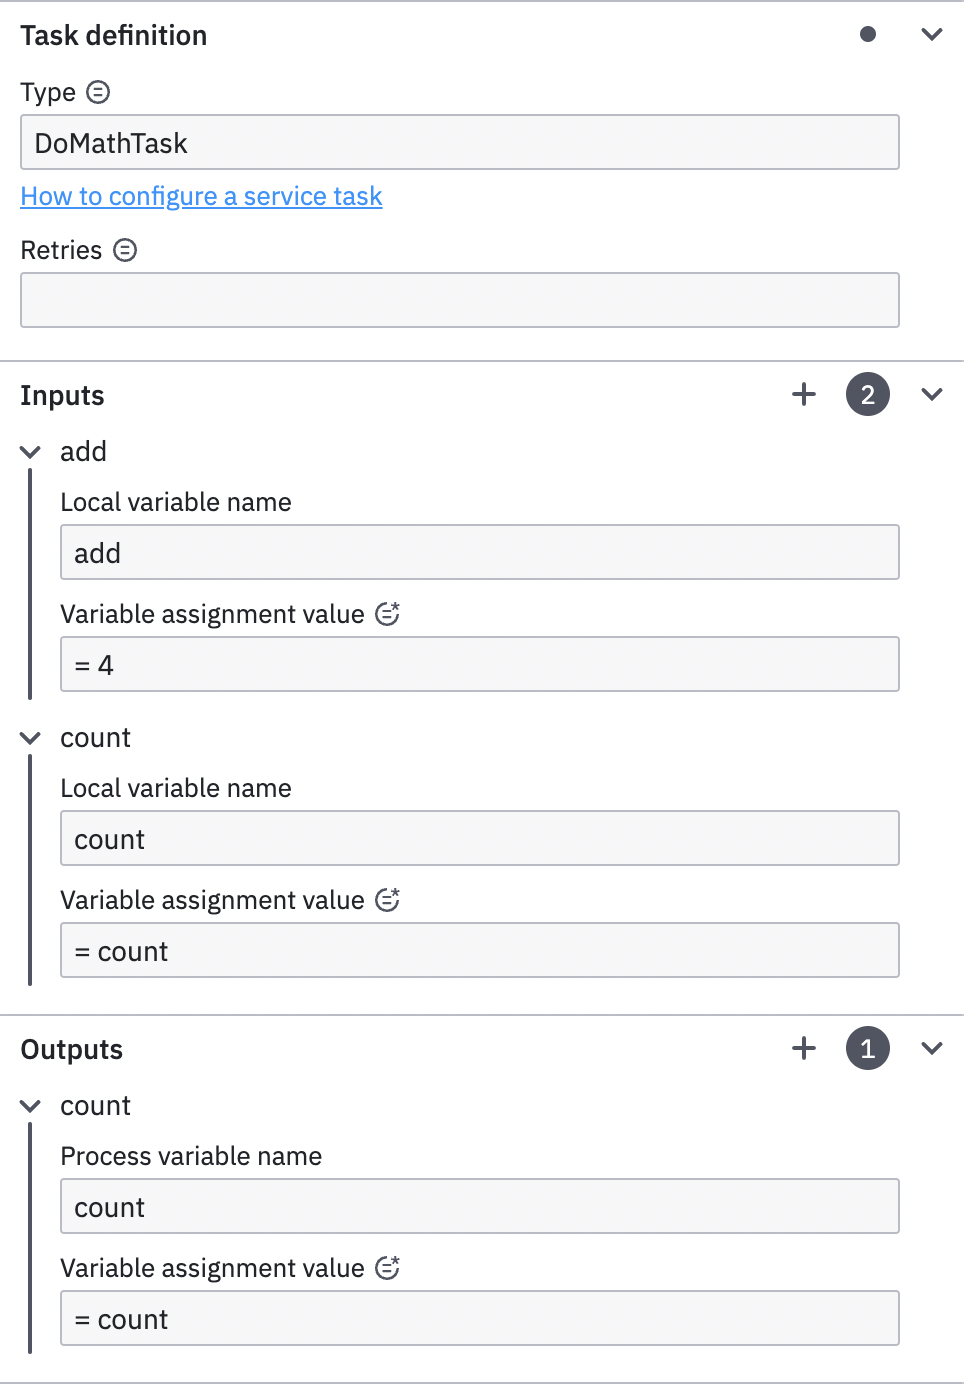 Task definition
Type
DoMathTask
How to configure a service task
Retries
Inputs
2
add
Local variable name
add
Variable assignment value
= 4
count
Local variable name
count
Variable assignment value
= count
Outputs
1
count
Process variable name
count
Variable assignment value
= count